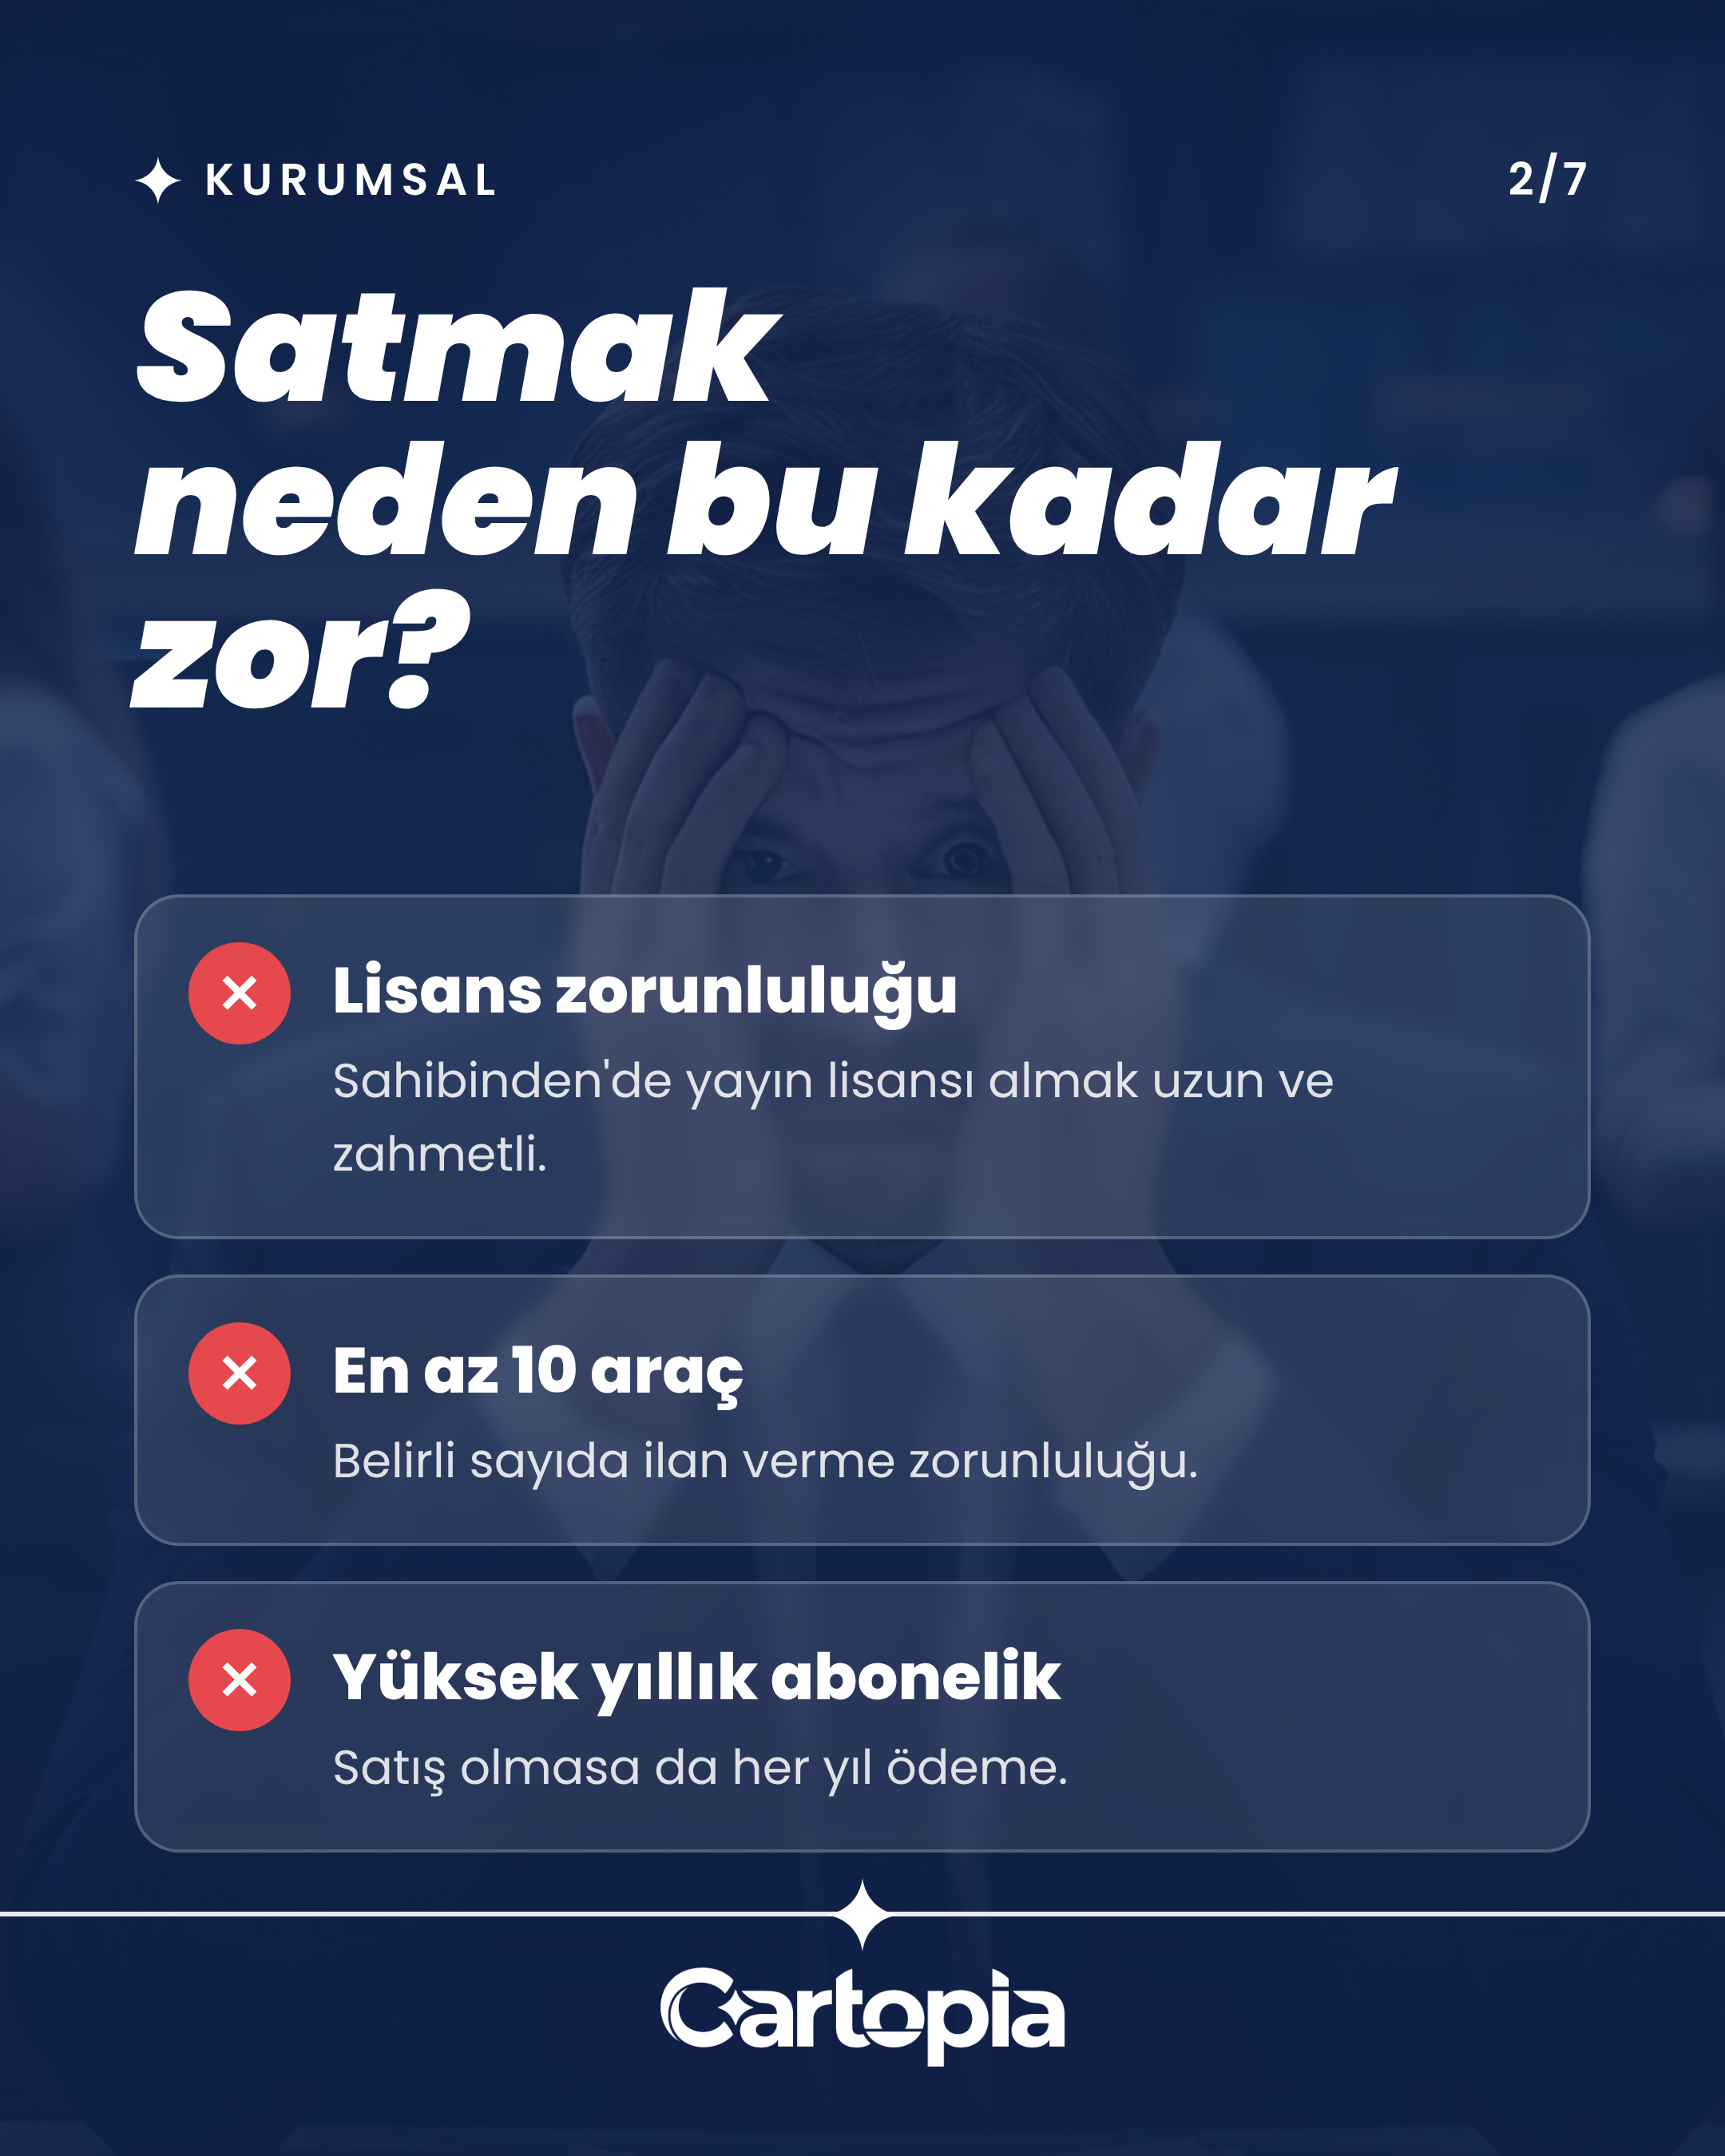 KURUMSAL
2/7
Satmak
neden bu kadar
zor?
Lisans zorunluluğu
Sahibinden'de yayın lisansı almak uzun ve
zahmetli.
En az 10 araç
Belirli sayıda ilan verme zorunluluğu.
Yüksek yıllık abonelik
Satış olmasa da her yıl ödeme.
Cartopia